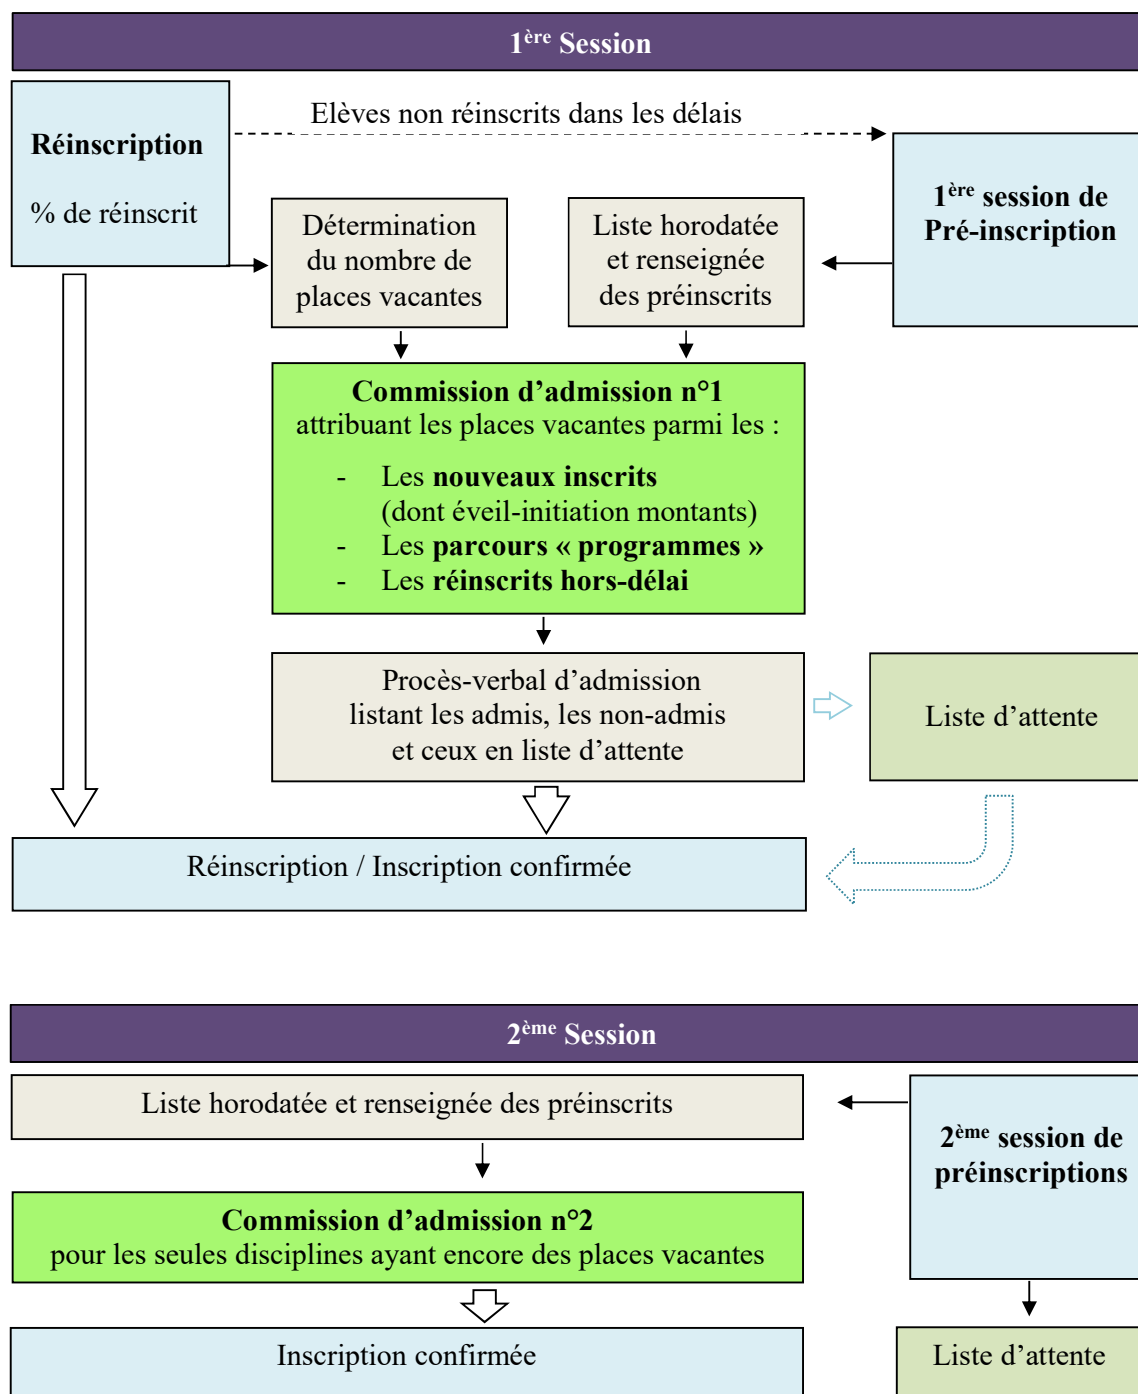 1ère Session
Elèves non réinscrits dans les délais
Réinscription
% de réinscrit
1ère session de
Pré-inscription
Détermination
du nombre de
places vacantes
Liste horodatée
et renseignée
des préinscrits
Commission d’admission n°1
attribuant les places vacantes parmi les :
- Les nouveaux inscrits
(dont éveil-initiation montants)
- Les parcours « programmes »
- Les réinscrits hors-délai
Procès-verbal d’admission
listant les admis, les non-admis
et ceux en liste d’attente
Liste d’attente
Réinscription / Inscription confirmée
2ème Session
Liste horodatée et renseignée des préinscrits
2ème session de
préinscriptions
Commission d’admission n°2
pour les seules disciplines ayant encore des places vacantes
Inscription confirmée
Liste d’attente